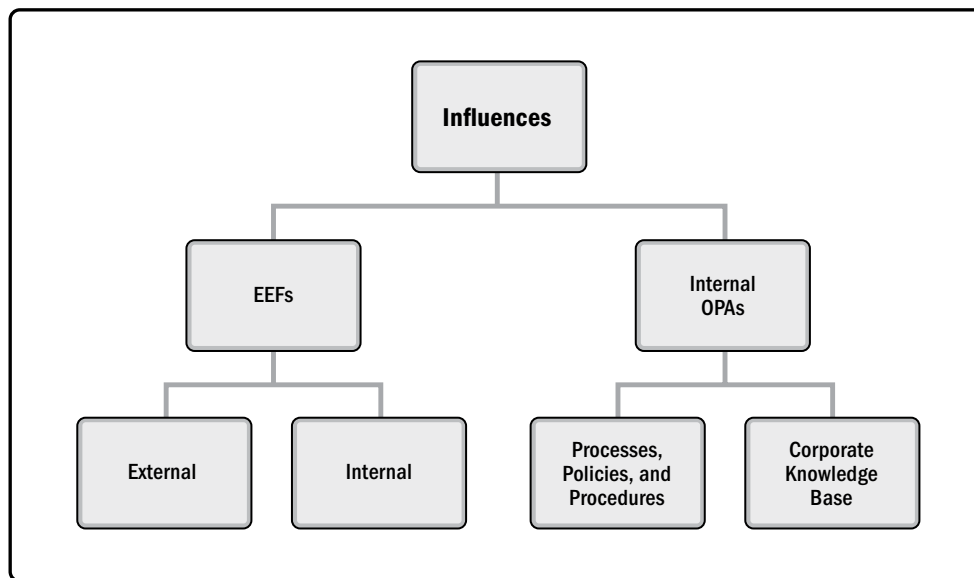 Influences
EEFs
Internal
OPAs
External
Internal
Processes,
Policies, and
Procedures
Corporate
Knowledge
Base